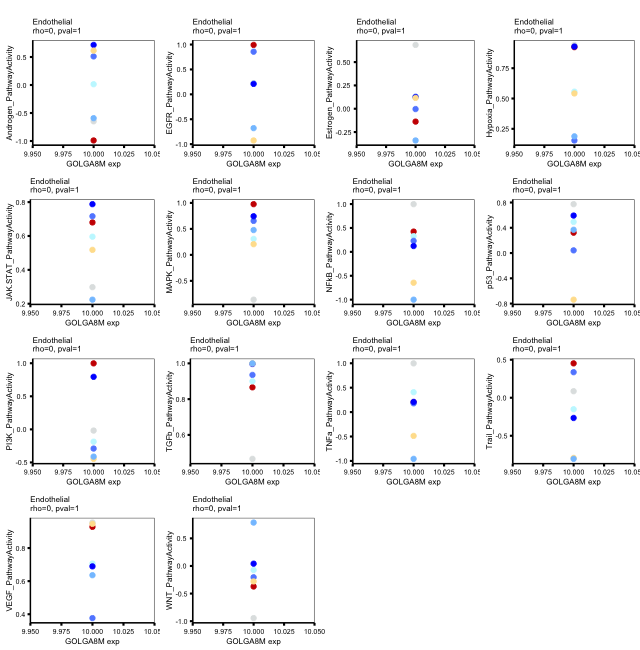 Endothelial
rho=0, pval=1
Androgen_PathwayActivity
0.5
0.0
-0.5
-1.0
9.950 9.975 10.000 10.025 10.05
GOLGA8M exp
Endothelial
rho=0, pval=1
EGFR_PathwayActivity
1.0
0.5
0.0
-0.5
-1.0
9.950 9.975 10.000 10.025 10.05
GOLGA8M exp
Endothelial
rho=0, pval=1
Estrogen_PathwayActivity
0.50
0.25
0.00
-0.25
9.950 9.975 10.000 10.025 10.05
GOLGA8M exp
Endothelial
rho=0, pval=1
Hypoxia_PathwayActivity
0.75
0.50
0.25
9.950 9.975 10.000 10.025 10.05
GOLGA8M exp
Endothelial
rho=0, pval=1
JAK.STAT_PathwayActivity
0.8
0.6
0.4
0.2
9.950 9.975 10.000 10.025 10.05
GOLGA8M exp
Endothelial
rho=0, pval=1
MAPK_PathwayActivity
1.0
0.5
0.0
-0.5
9.950 9.975 10.000 10.025 10.05
GOLGA8M exp
Endothelial
rho=0, pval=1
NFkB_PathwayActivity
1.0
0.5
0.0
-0.5
-1.0
9.950 9.975 10.000 10.025 10.05
GOLGA8M exp
Endothelial
rho=0, pval=1
p53_PathwayActivity
0.8
0.4
0.0
-0.4
-0.8
9.950 9.975 10.000 10.025 10.05
GOLGA8M exp
Endothelial
rho=0, pval=1
PI3K_PathwayActivity
1.0
0.5
0.0
-0.5
9.950 9.975 10.000 10.025 10.05
GOLGA8M exp
Endothelial
rho=0, pval=1
TGFb_PathwayActivity
1.0
0.8
0.6
9.950 9.975 10.000 10.025 10.05
GOLGA8M exp
Endothelial
rho=0, pval=1
TNFa_PathwayActivity
1.0
0.5
0.0
-0.5
-1.0
9.950 9.975 10.000 10.025 10.05
GOLGA8M exp
Endothelial
rho=0, pval=1
Trail_PathwayActivity
0.5
0.0
-0.5
9.950 9.975 10.000 10.025 10.05
GOLGA8M exp
Endothelial
rho=0, pval=1
VEGF_PathwayActivity
0.8
0.6
0.4
9.950 9.975 10.000 10.025 10.05
GOLGA8M exp
Endothelial
rho=0, pval=1
WNT_PathwayActivity
1.0
0.5
0.0
-0.5
-1.0
9.950 9.975 10.000 10.025 10.050
GOLGA8M exp